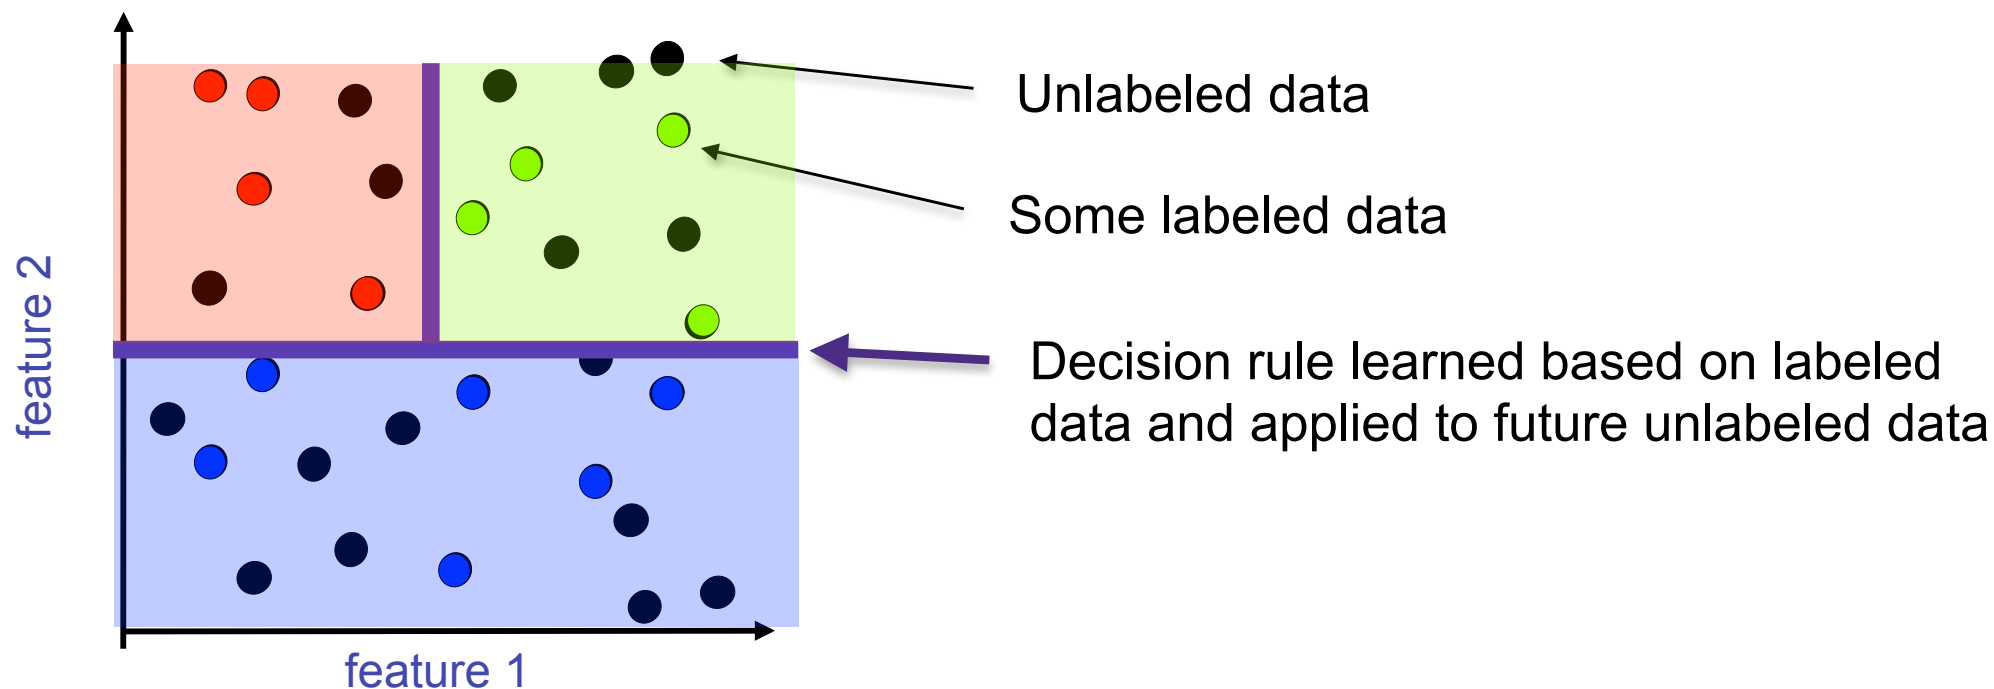 Unlabeled data
Some labeled data
Decision rule learned based on labeled
data and applied to future unlabeled data
feature 2
feature 1